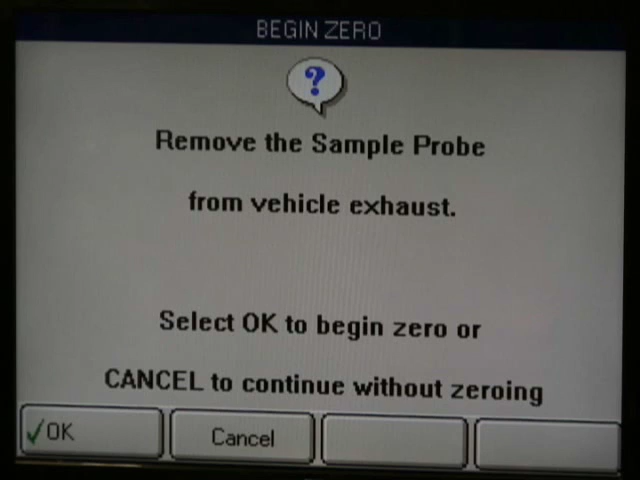 BEGIN ZERO
?
Remove the Sample Probe
from vehicle exhaust.
Select OK to begin zero or
CANCEL to continue without zeroing
✓OK
Cancel